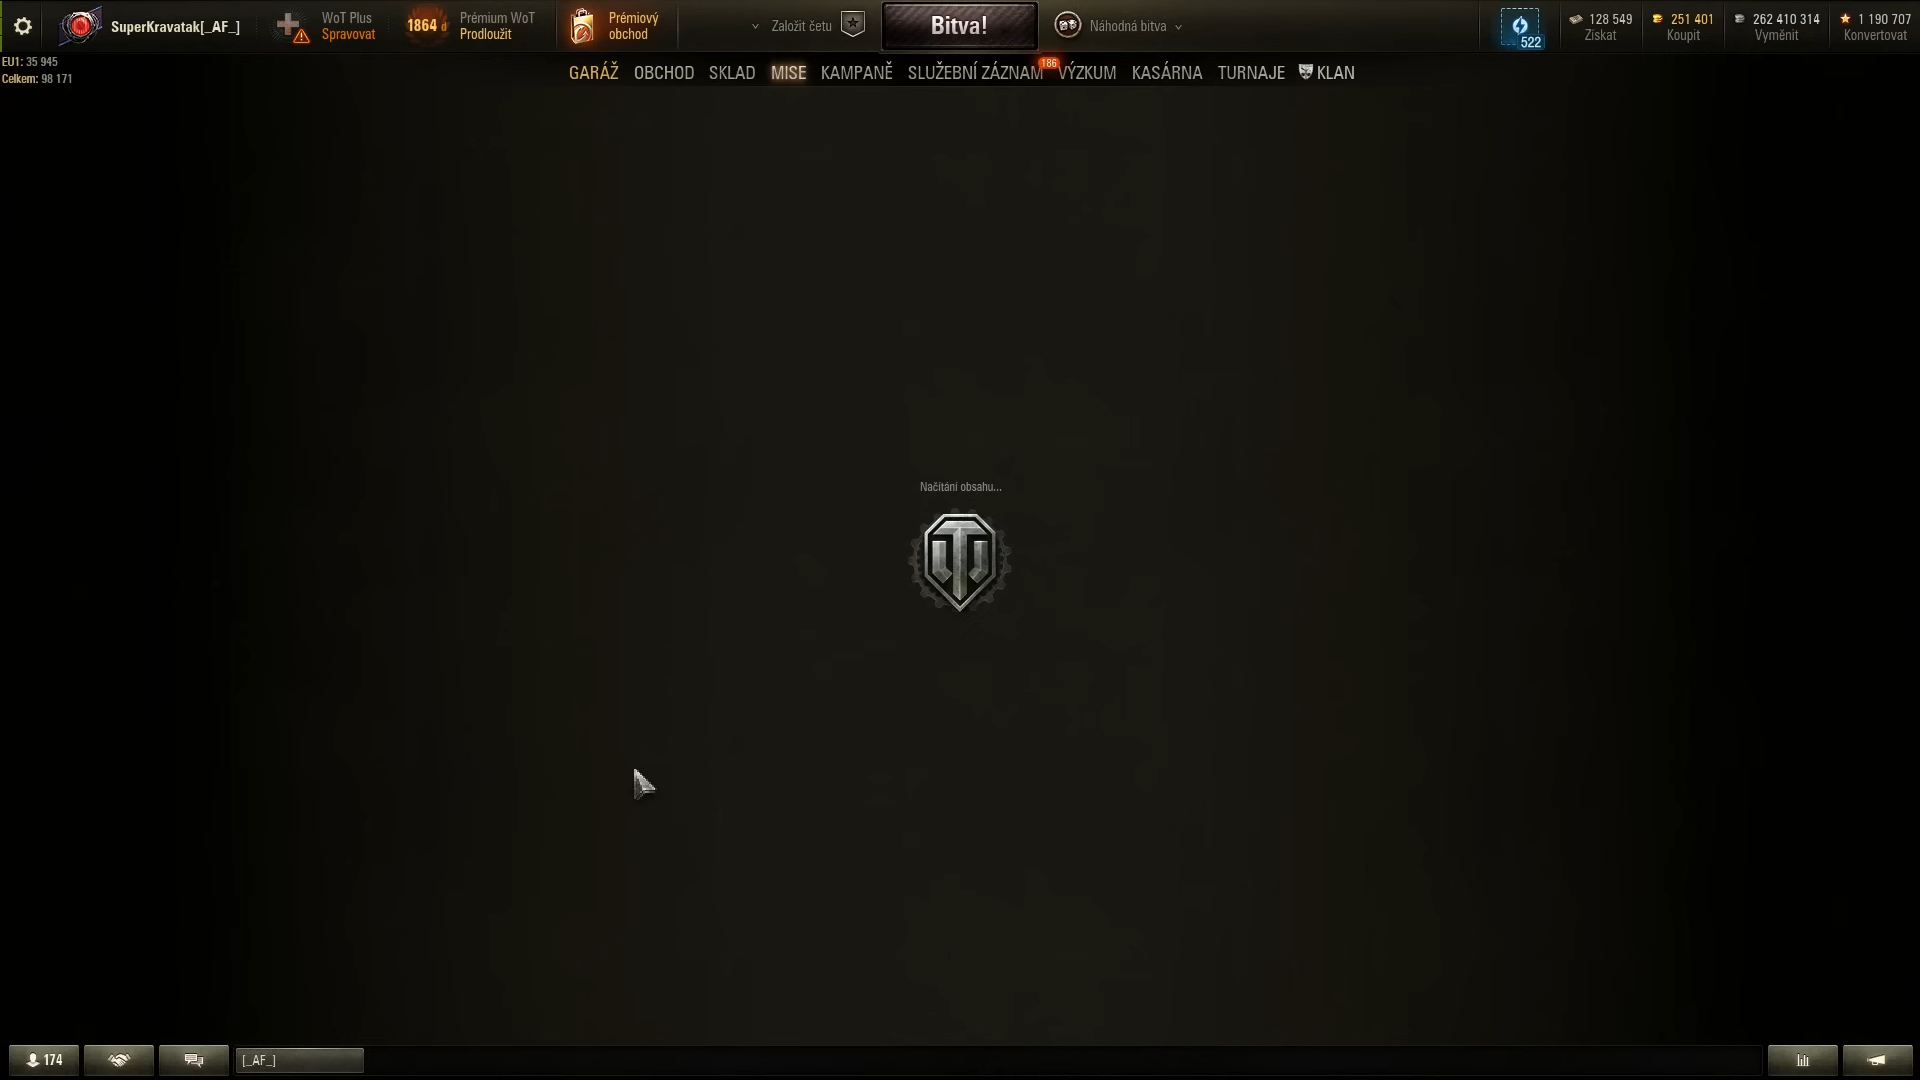 SuperKravatak[_AF_]
WoT Plus
Spravovat
1864 d
Prémium WoT
Prodloužit
Prémiový
obchod
Založit četu
Bitva!
Náhodná bitva
522
128 549
Získat
251 401
Koupit
262 410 314
Vyměnit
1 190 707
Konvertovat
EU1: 35 945
Celkem: 98 171
GARÁŽ OBCHOD SKLAD MISE KAMPANĚ SLUŽEBNÍ ZÁZNAM 186 VÝZKUM KASÁRNA TURNAJE KLAN
Načítání obsahu...
174
[_AF_]